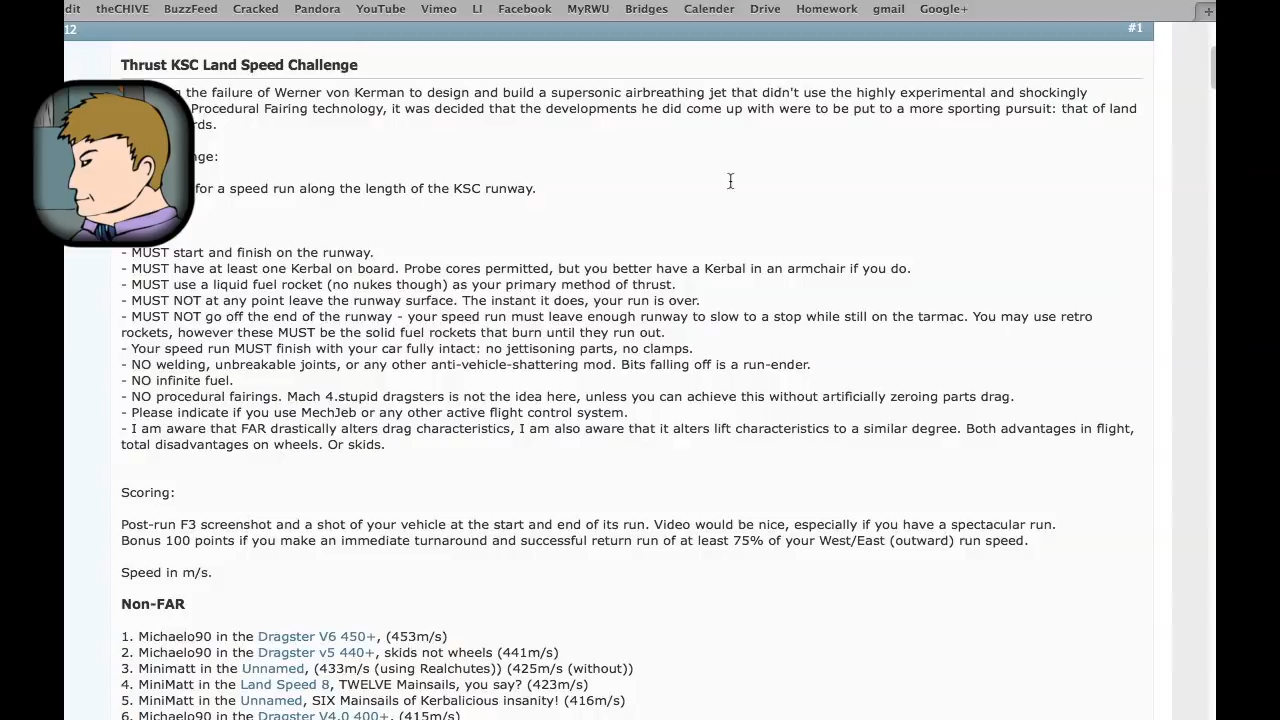 dit theCHIVE BuzzFeed Cracked Pandora YouTube Vimeo LI Facebook MyRWU Bridges Calender Drive Homework gmail Google+
12 #1
Thrust KSC Land Speed Challenge
the failure of Werner von Kerman to design and build a supersonic airbreathing jet that didn't use the highly experimental and shockingly
Procedural Fairing technology, it was decided that the developments he did come up with were to be put to a more sporting pursuit: that of land
rds.
nge:
for a speed run along the length of the KSC runway.
- MUST start and finish on the runway.
- MUST have at least one Kerbal on board. Probe cores permitted, but you better have a Kerbal in an armchair if you do.
- MUST use a liquid fuel rocket (no nukes though) as your primary method of thrust.
- MUST NOT at any point leave the runway surface. The instant it does, your run is over.
- MUST NOT go off the end of the runway - your speed run must leave enough runway to slow to a stop while still on the tarmac. You may use retro
rockets, however these MUST be the solid fuel rockets that burn until they run out.
- Your speed run MUST finish with your car fully intact: no jettisoning parts, no clamps.
- NO welding, unbreakable joints, or any other anti-vehicle-shattering mod. Bits falling off is a run-ender.
- NO infinite fuel.
- NO procedural fairings. Mach 4.stupid dragsters is not the idea here, unless you can achieve this without artificially zeroing parts drag.
- Please indicate if you use MechJeb or any other active flight control system.
- I am aware that FAR drastically alters drag characteristics, I am also aware that it alters lift characteristics to a similar degree. Both advantages in flight,
total disadvantages on wheels. Or skids.
Scoring:
Post-run F3 screenshot and a shot of your vehicle at the start and end of its run. Video would be nice, especially if you have a spectacular run.
Bonus 100 points if you make an immediate turnaround and successful return run of at least 75% of your West/East (outward) run speed.
Speed in m/s.
Non-FAR
1. Michaelo90 in the Dragster V6 450+, (453m/s)
2. Michaelo90 in the Dragster v5 440+, skids not wheels (441m/s)
3. Minimatt in the Unnamed, (433m/s (using Realchutes)) (425m/s (without))
4. MiniMatt in the Land Speed 8, TWELVE Mainsails, you say? (423m/s)
5. MiniMatt in the Unnamed, SIX Mainsails of Kerbalicious insanity! (416m/s)
6. Michaelo90 in the Dragster V4.0 400+, (415m/s)